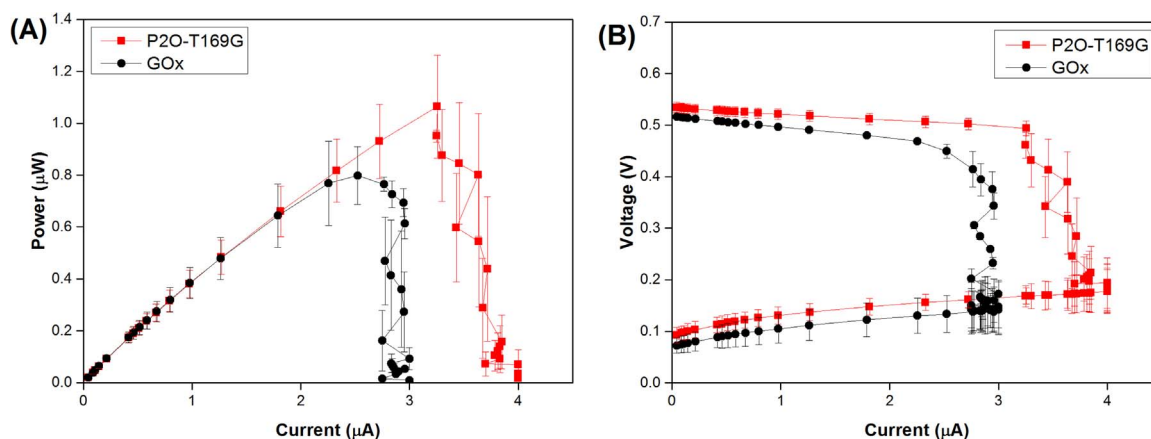 (A)
P2O-T169G
GOx
1.4
1.2
1.0
0.8
0.6
0.4
0.2
0.0
Power (µW)
0
1
2
3
4
Current (µA)
(B)
P2O-T169G
GOx
0.7
0.6
0.5
0.4
0.3
0.2
0.1
0.0
Voltage (V)
0
1
2
3
4
Current (µA)